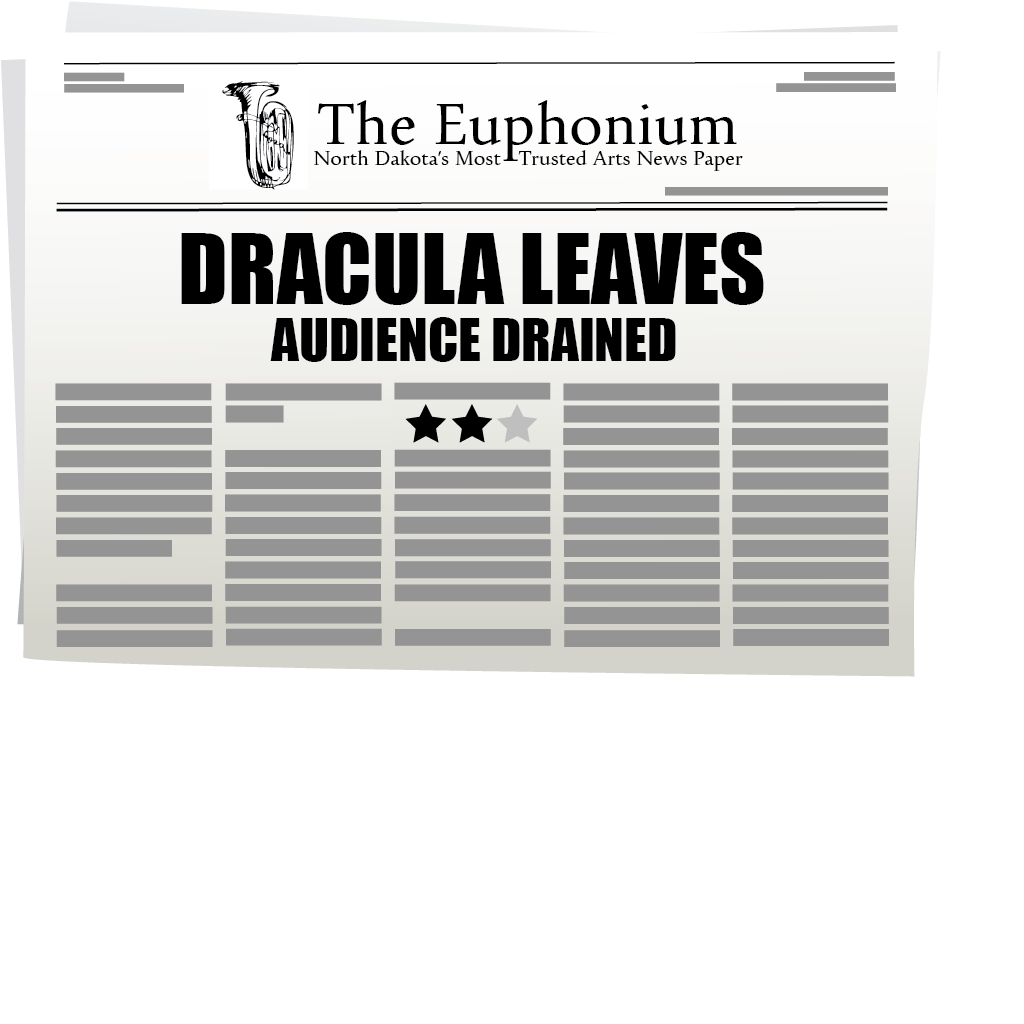 The Euphonium
North Dakota's Most Trusted Arts News Paper
DRACULA LEAVES
AUDIENCE DRAINED